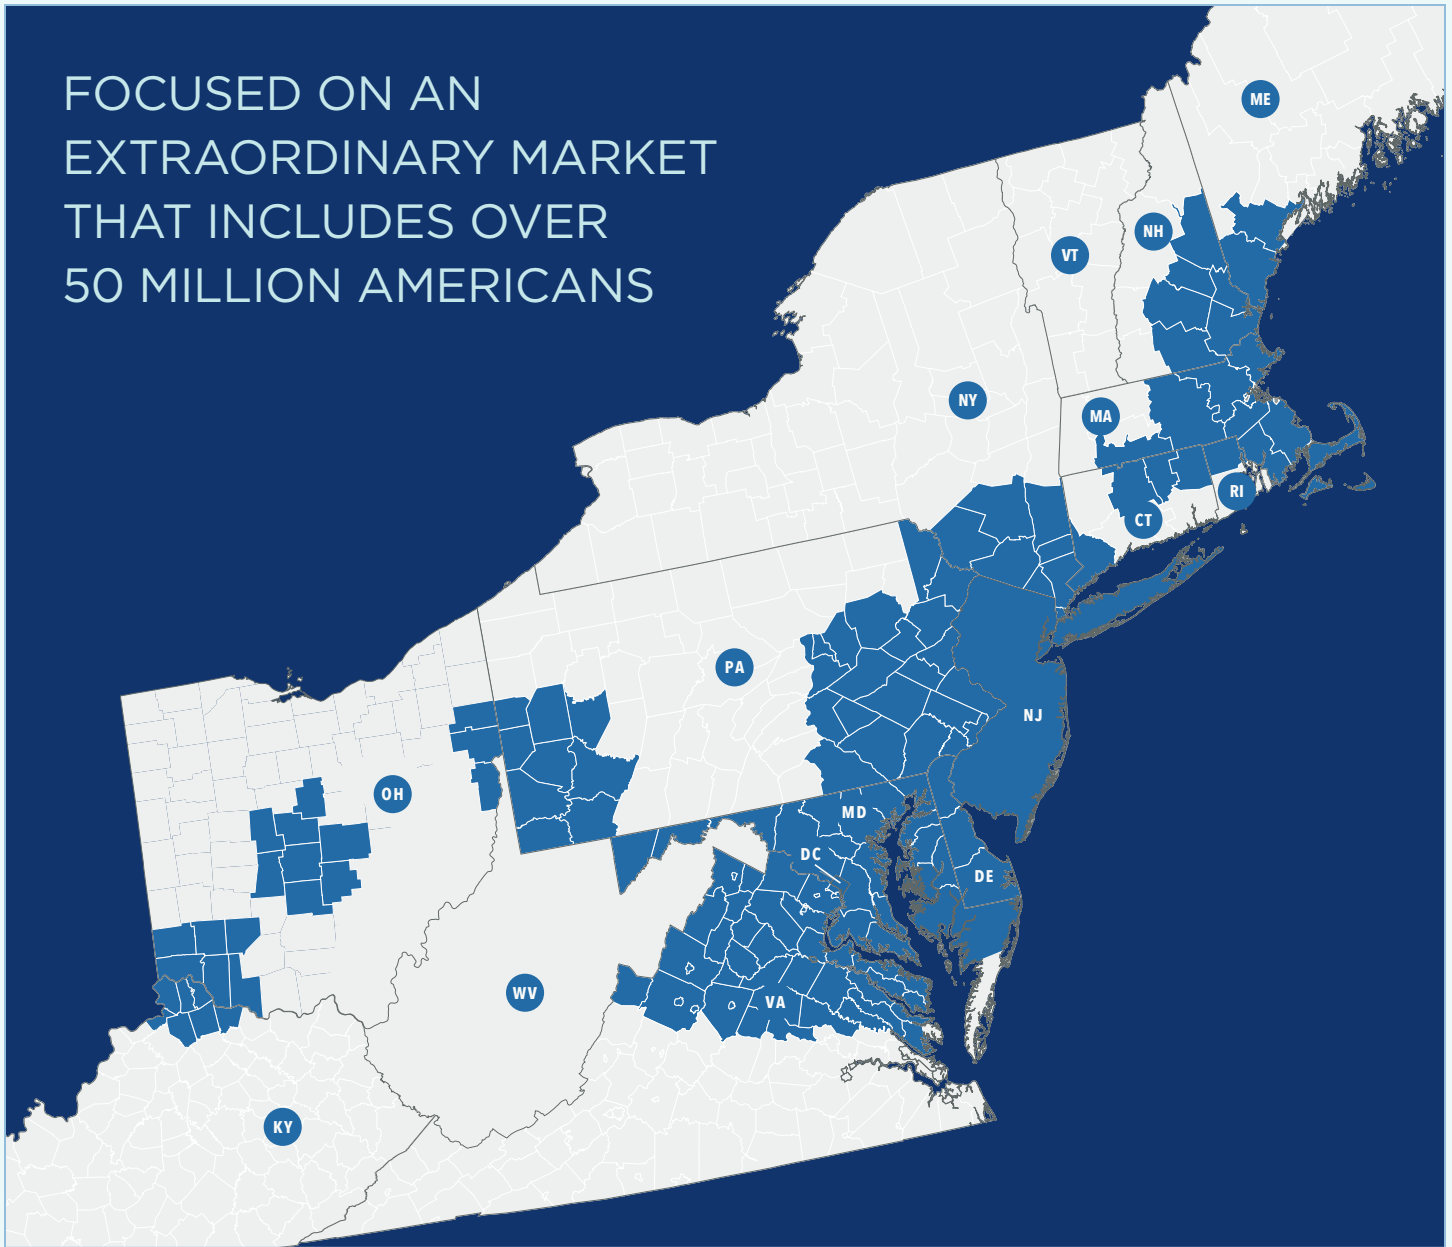 FOCUSED ON AN
EXTRAORDINARY MARKET
THAT INCLUDES OVER
50 MILLION AMERICANS
ME
NH
VT
NY
MA
RI
CT
PA
NJ
OH
MD
DC
DE
WV
VA
KY